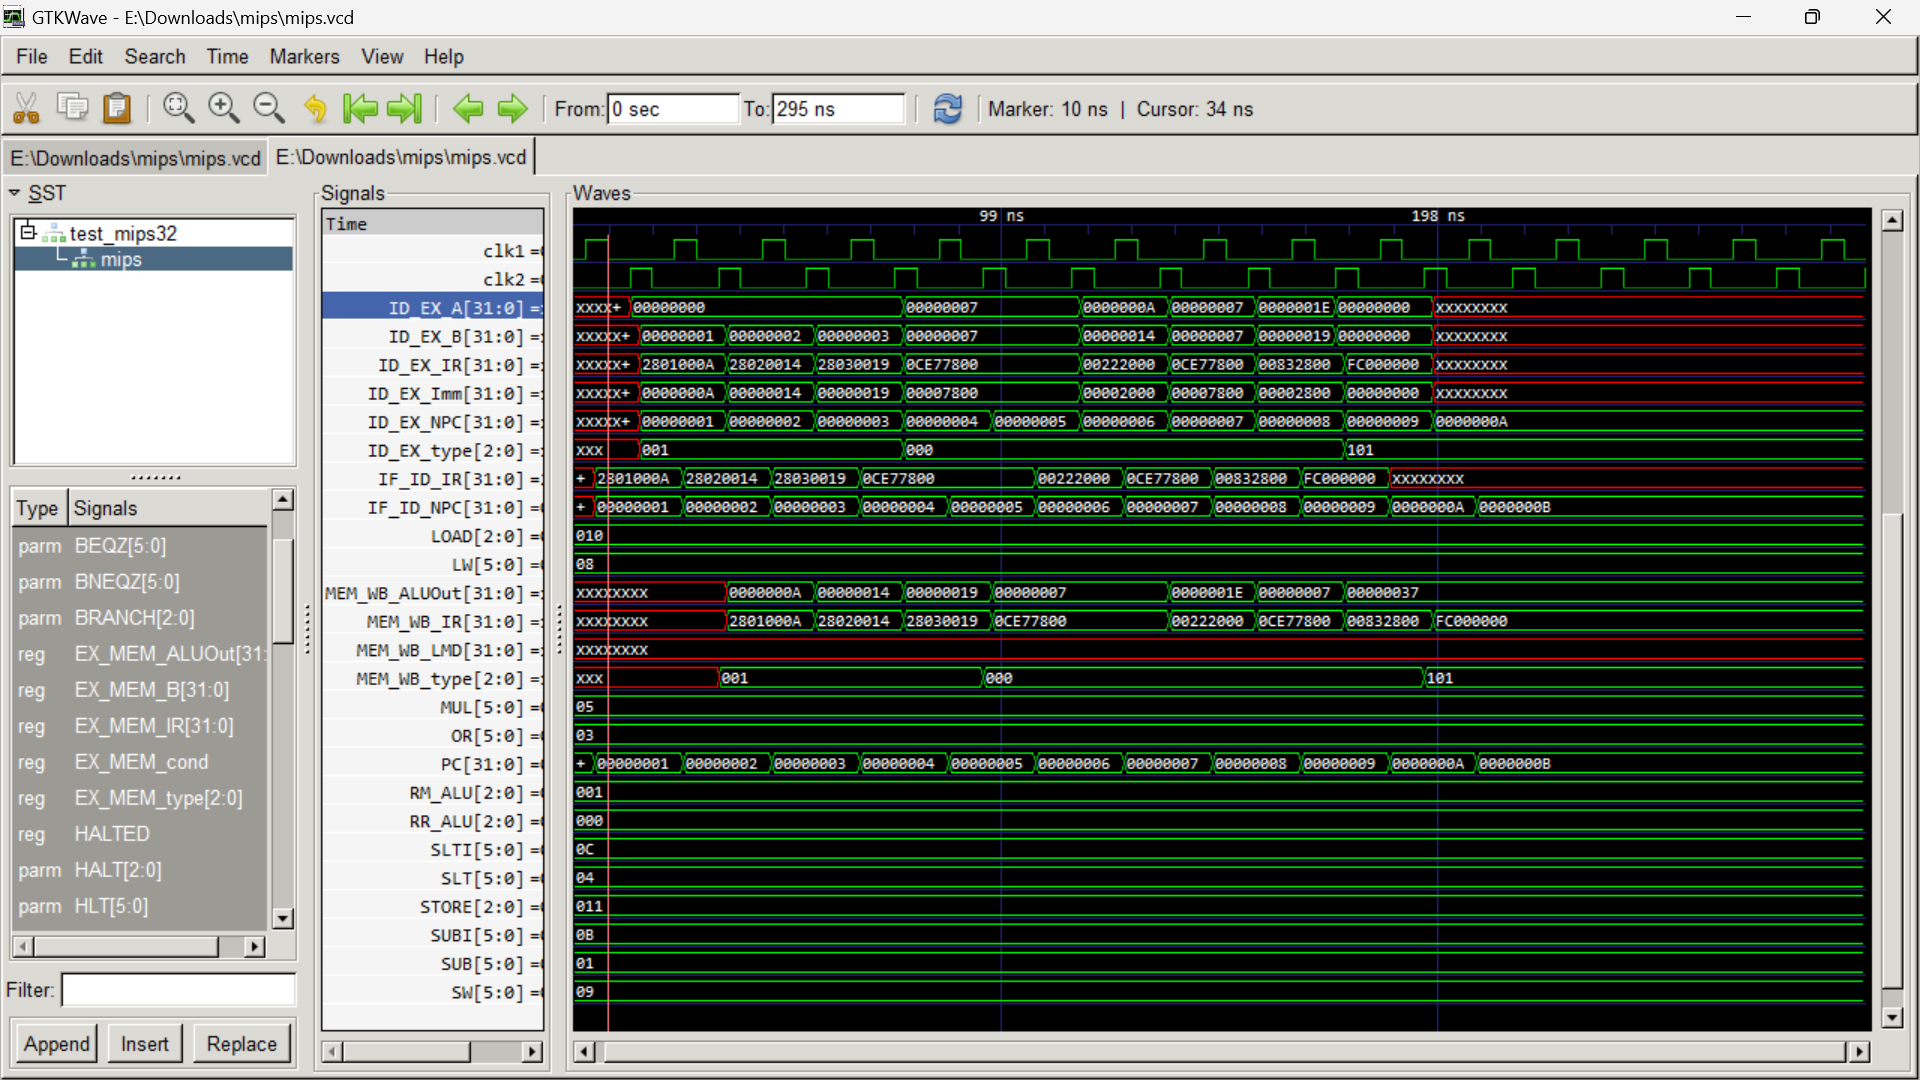 GTKWave - E:\Downloads\mips\mips.vcd
File Edit Search Time Markers View Help
From: 0 sec To: 295 ns Marker: 10 ns | Cursor: 34 ns
E:\Downloads\mips\mips.vcd E:\Downloads\mips\mips.vcd
SST
test_mips32
mips
Type Signals
parm BEQZ[5:0]
parm BNEQZ[5:0]
parm BRANCH[2:0]
reg EX_MEM_ALUOut[31:
reg EX_MEM_B[31:0]
reg EX_MEM_IR[31:0]
reg EX_MEM_cond
reg EX_MEM_type[2:0]
reg HALTED
parm HALT[2:0]
parm HLT[5:0]
Filter:
Append Insert Replace
Signals
Time
clk1 =
clk2 =
ID_EX_A[31:0] =
ID_EX_B[31:0] =
ID_EX_IR[31:0] =
ID_EX_Imm[31:0] =
ID_EX_NPC[31:0] =
ID_EX_type[2:0] =
IF_ID_IR[31:0] =
IF_ID_NPC[31:0] =
LOAD[2:0] =
LW[5:0] =
MEM_WB_ALUOut[31:0] =
MEM_WB_IR[31:0] =
MEM_WB_LMD[31:0] =
MEM_WB_type[2:0] =
MUL[5:0] =
OR[5:0] =
PC[31:0] =
RM_ALU[2:0] =
RR_ALU[2:0] =
SLTI[5:0] =
SLT[5:0] =
STORE[2:0] =
SUBI[5:0] =
SUB[5:0] =
SW[5:0] =
Waves
99 ns 198 ns
xxxx+ 00000000 00000007 0000000A 00000007 0000001E 00000000 xxxxxxxx
xxxxx+ 00000001 00000002 00000003 00000007 00000014 00000007 00000019 00000000 xxxxxxxx
xxxxx+ 2801000A 28020014 28030019 0CE77800 00222000 0CE77800 00832800 FC000000 xxxxxxxx
xxxxx+ 0000000A 00000014 00000019 00007800 00002000 00007800 00002800 00000000 xxxxxxxx
xxxxx+ 00000001 00000002 00000003 00000004 00000005 00000006 00000007 00000008 00000009 0000000A
xxx 001 000 101
+ 2801000A 28020014 28030019 0CE77800 00222000 0CE77800 00832800 FC000000 xxxxxxxx
+ 00000001 00000002 00000003 00000004 00000005 00000006 00000007 00000008 00000009 0000000A 0000000B
010
08
xxxxxxxx 0000000A 00000014 00000019 00000007 0000001E 00000007 00000037
xxxxxxxx 2801000A 28020014 28030019 0CE77800 00222000 0CE77800 00832800 FC000000
xxxxxxxx
xxx 001 000 101
05
03
+ 00000001 00000002 00000003 00000004 00000005 00000006 00000007 00000008 00000009 0000000A 0000000B
001
000
0C
04
011
0B
01
09